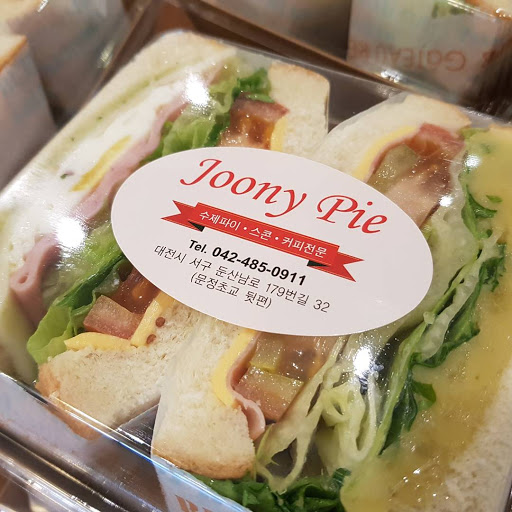 Joony Pie
수제파이 • 스콘 • 커피전문
Tel. 042-485-0911
대전시 서구 둔산남로 179번길 32
(문정초교 뒷편)